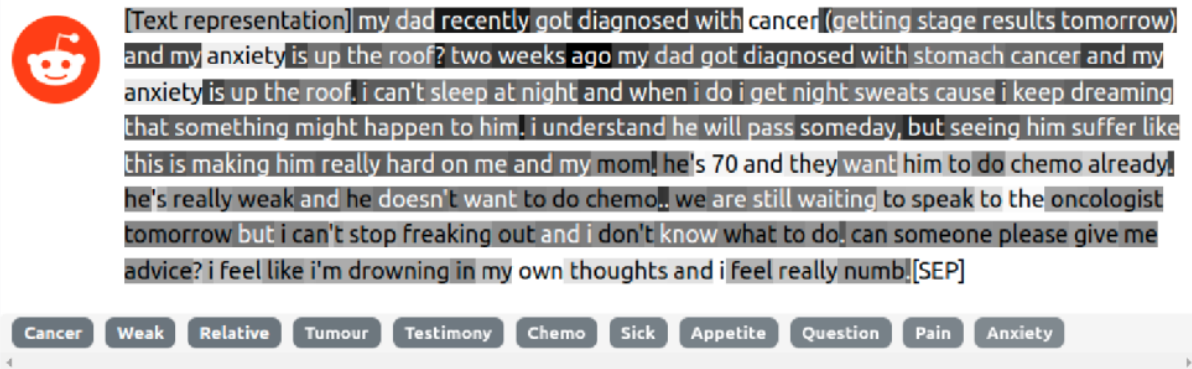 [Text representation] my dad recently got diagnosed with cancer (getting stage results tomorrow)
and my anxiety is up the roof? two weeks ago my dad got diagnosed with stomach cancer and my
anxiety is up the roof. i can't sleep at night and when i do i get night sweats cause i keep dreaming
that something might happen to him. i understand he will pass someday, but seeing him suffer like
this is making him really hard on me and my mom. he's 70 and they want him to do chemo already.
he's really weak and he doesn't want to do chemo.. we are still waiting to speak to the oncologist
tomorrow but i can't stop freaking out and i don't know what to do. can someone please give me
advice? i feel like i'm drowning in my own thoughts and i feel really numb.[SEP]
Cancer Weak Relative Tumour Testimony Chemo Sick Appetite Question Pain Anxiety